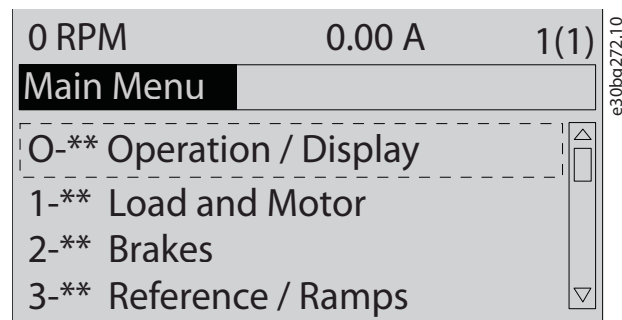 0 RPM 0.00 A 1(1)
Main Menu
O-** Operation / Display
1-** Load and Motor
2-** Brakes
3-** Reference / Ramps
e30bg272.10